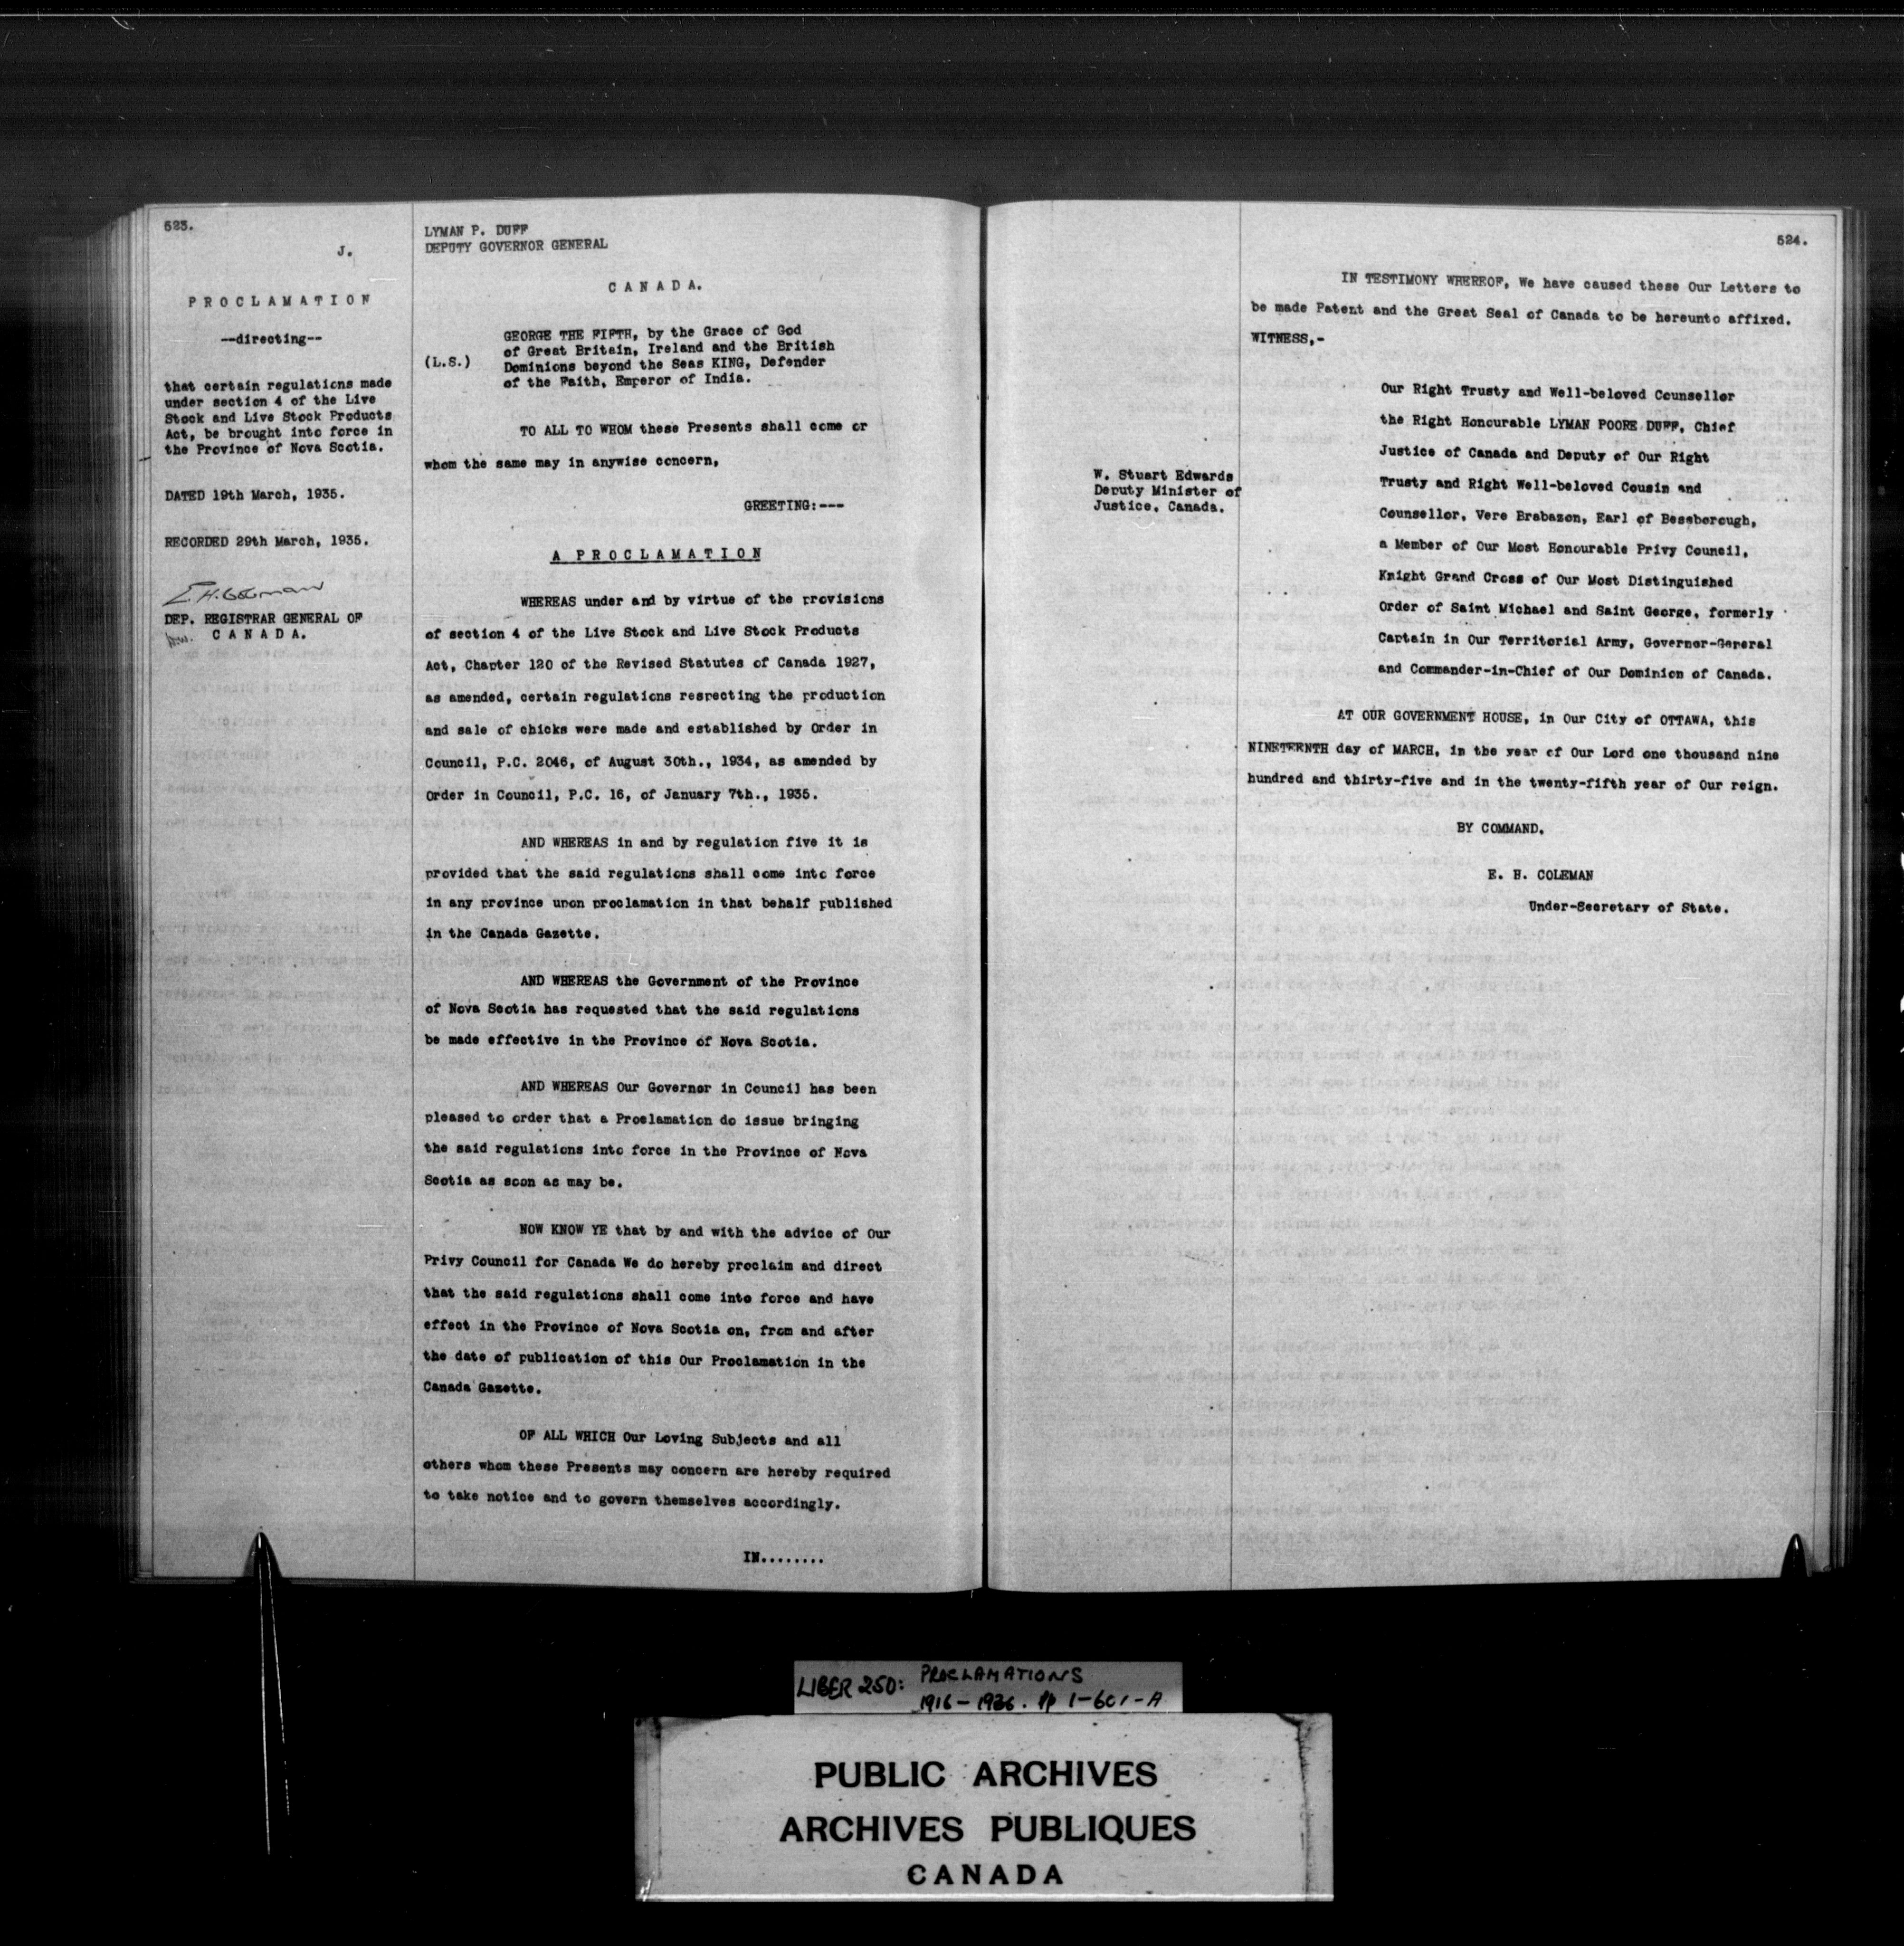 523.
J.
PROCLAMATION
--directing--
that certain regulations made
under section 4 of the Live
Stock and Live Stock Products
Act, be brought into force in
the Province of Nova Scotia.
DATED 19th March, 1935.
RECORDED 29th March, 1935.
E.H. Coleman
DEP. REGISTRAR GENERAL OF
CANADA.
LYMAN P. DUFF
DEPUTY GOVERNOR GENERAL
CANADA.
GEORGE THE FIFTH, by the Grace of God
of Great Britain, Ireland and the British
(L.S.) Dominions beyond the Seas KING, Defender
of the Faith, Emperor of India.
TO ALL TO WHOM these Presents shall come or
whom the same may in anywise concern,
GREETING:---
A PROCLAMATION
WHEREAS under and by virtue of the provisions
of section 4 of the Live Stock and Live Stock Products
Act, Chapter 120 of the Revised Statutes of Canada 1927,
as amended, certain regulations respecting the production
and sale of chicks were made and established by Order in
Council, P.C. 2046, of August 30th., 1934, as amended by
Order in Council, P.C. 16, of January 7th., 1935.
AND WHEREAS in and by regulation five it is
provided that the said regulations shall come into force
in any province upon proclamation in that behalf published
in the Canada Gazette.
AND WHEREAS the Government of the Province
of Nova Scotia has requested that the said regulations
be made effective in the Province of Nova Scotia.
AND WHEREAS Our Governor in Council has been
pleased to order that a Proclamation do issue bringing
the said regulations into force in the Province of Nova
Scotia as soon as may be.
NOW KNOW YE that by and with the advice of Our
Privy Council for Canada We do hereby proclaim and direct
that the said regulations shall come into force and have
effect in the Province of Nova Scotia on, from and after
the date of publication of this Our Proclamation in the
Canada Gazette.
OF ALL WHICH Our Loving Subjects and all
others whom these Presents may concern are hereby required
to take notice and to govern themselves accordingly.
IN........
524.
IN TESTIMONY WHEREOF, We have caused these Our Letters to
be made Patent and the Great Seal of Canada to be hereunto affixed.
WITNESS,-
W. Stuart Edwards
Deputy Minister of
Justice, Canada.
Our Right Trusty and Well-beloved Counsellor
the Right Honourable LYMAN POORE DUFF, Chief
Justice of Canada and Deputy of Our Right
Trusty and Right Well-beloved Cousin and
Counsellor, Vere Brabazon, Earl of Bessborough,
a Member of Our Most Honourable Privy Council,
Knight Grand Cross of Our Most Distinguished
Order of Saint Michael and Saint George, formerly
Captain in Our Territorial Army, Governor-General
and Commander-in-Chief of Our Dominion of Canada.
AT OUR GOVERNMENT HOUSE, in Our City of OTTAWA, this
NINETEENTH day of MARCH, in the year of Our Lord one thousand nine
hundred and thirty-five and in the twenty-fifth year of Our reign.
BY COMMAND,
E. H. COLEMAN
Under-Secretary of State.
LIBER 250: PROCLAMATIONS
1916-1936. pp 1-601-A
PUBLIC ARCHIVES
ARCHIVES PUBLIQUES
CANADA